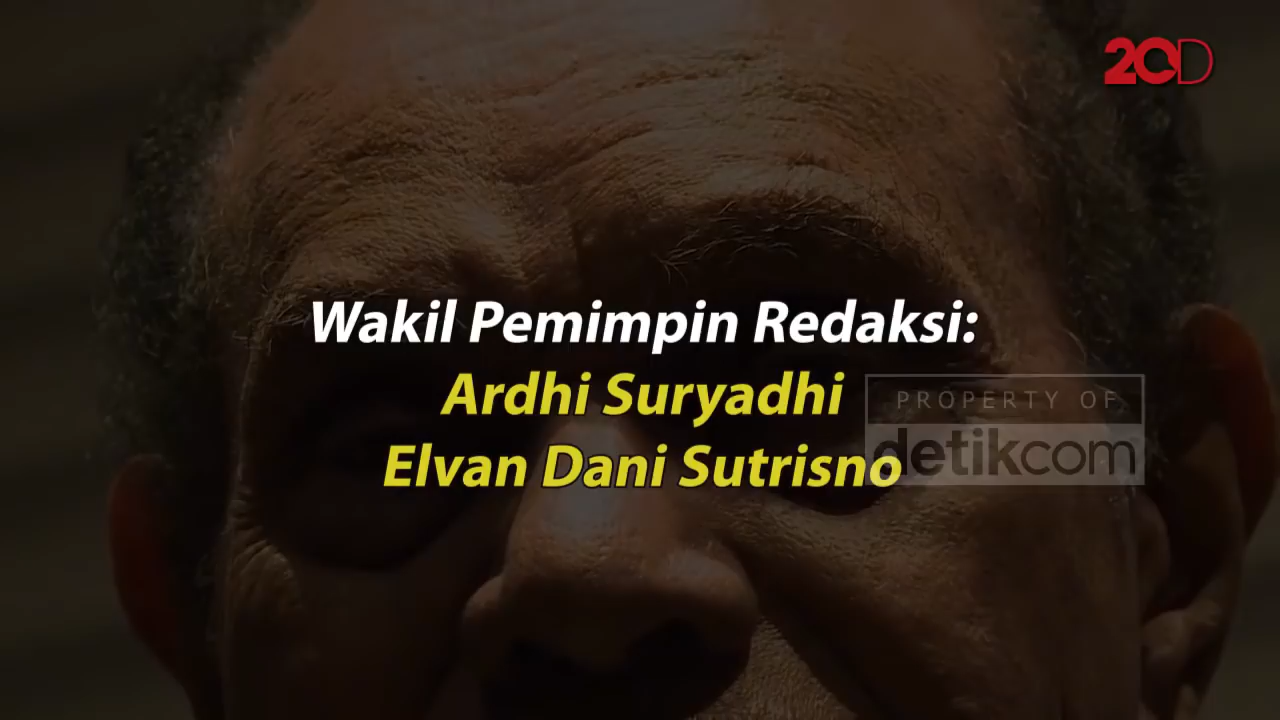 20D
Wakil Pemimpin Redaksi:
Ardhi Suryadhi
Elvan Dani Sutrisno
PROPERTY OF
detikcom